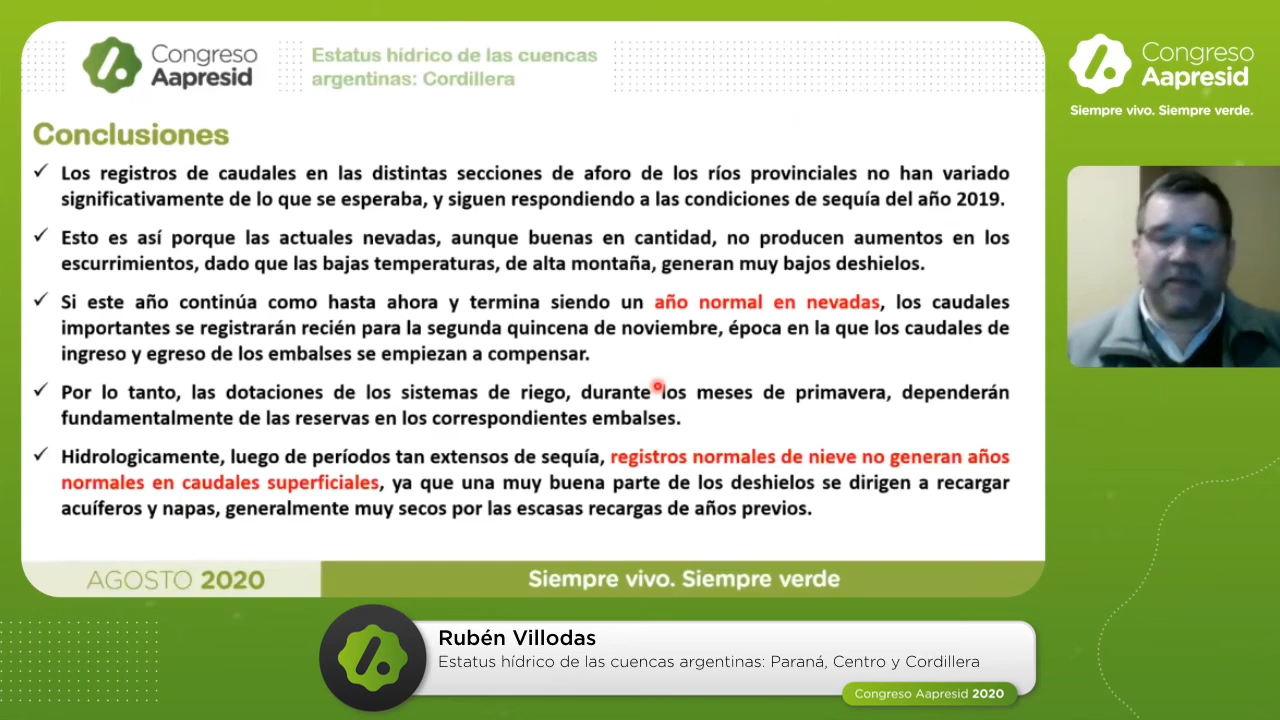 Congreso
Aapresid
Estatus hídrico de las cuencas
argentinas: Cordillera
Congreso
Aapresid
Siempre vivo. Siempre verde.
Conclusiones
✓ Los registros de caudales en las distintas secciones de aforo de los ríos provinciales no han variado
significativamente de lo que se esperaba, y siguen respondiendo a las condiciones de sequía del año 2019.
✓ Esto es así porque las actuales nevadas, aunque buenas en cantidad, no producen aumentos en los
escurrimientos, dado que las bajas temperaturas, de alta montaña, generan muy bajos deshielos.
✓ Si este año continúa como hasta ahora y termina siendo un año normal en nevadas, los caudales
importantes se registrarán recién para la segunda quincena de noviembre, época en la que los caudales de
ingreso y egreso de los embalses se empiezan a compensar.
✓ Por lo tanto, las dotaciones de los sistemas de riego, durante los meses de primavera, dependerán
fundamentalmente de las reservas en los correspondientes embalses.
✓ Hidrologicamente, luego de períodos tan extensos de sequía, registros normales de nieve no generan años
normales en caudales superficiales, ya que una muy buena parte de los deshielos se dirigen a recargar
acuíferos y napas, generalmente muy secos por las escasas recargas de años previos.
AGOSTO 2020
Siempre vivo. Siempre verde
Rubén Villodas
Estatus hídrico de las cuencas argentinas: Paraná, Centro y Cordillera
Congreso Aapresid 2020